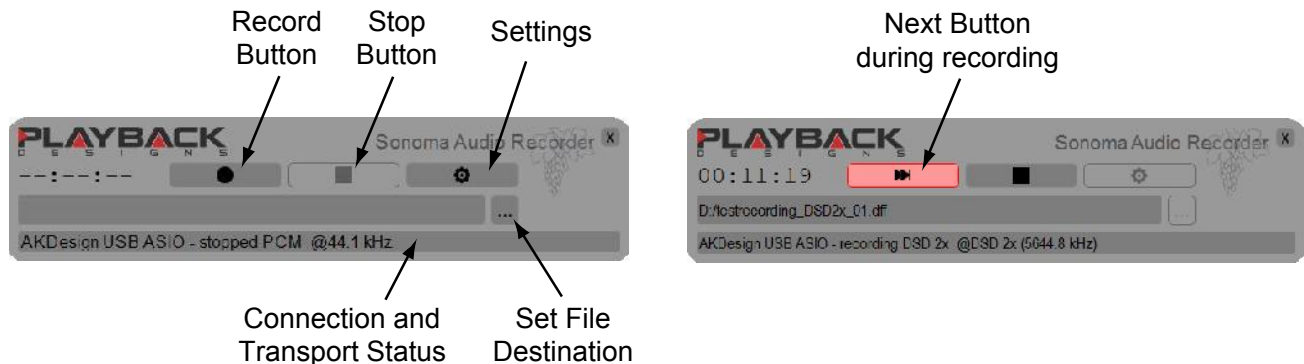 Record
Button
Stop
Button
Settings
PLAYBACK
DESIGNS
Sonoma Audio Recorder
X
--:--:--
...
AKDesign USB ASIO - stopped PCM @44.1 kHz
Connection and
Transport Status
Set File
Destination
Next Button
during recording
PLAYBACK
DESIGNS
Sonoma Audio Recorder
X
00:11:19
D:/testrecording_DSD2x_01.dff
...
AKDesign USB ASIO - recording DSD 2x @DSD 2x (5644.8 kHz)